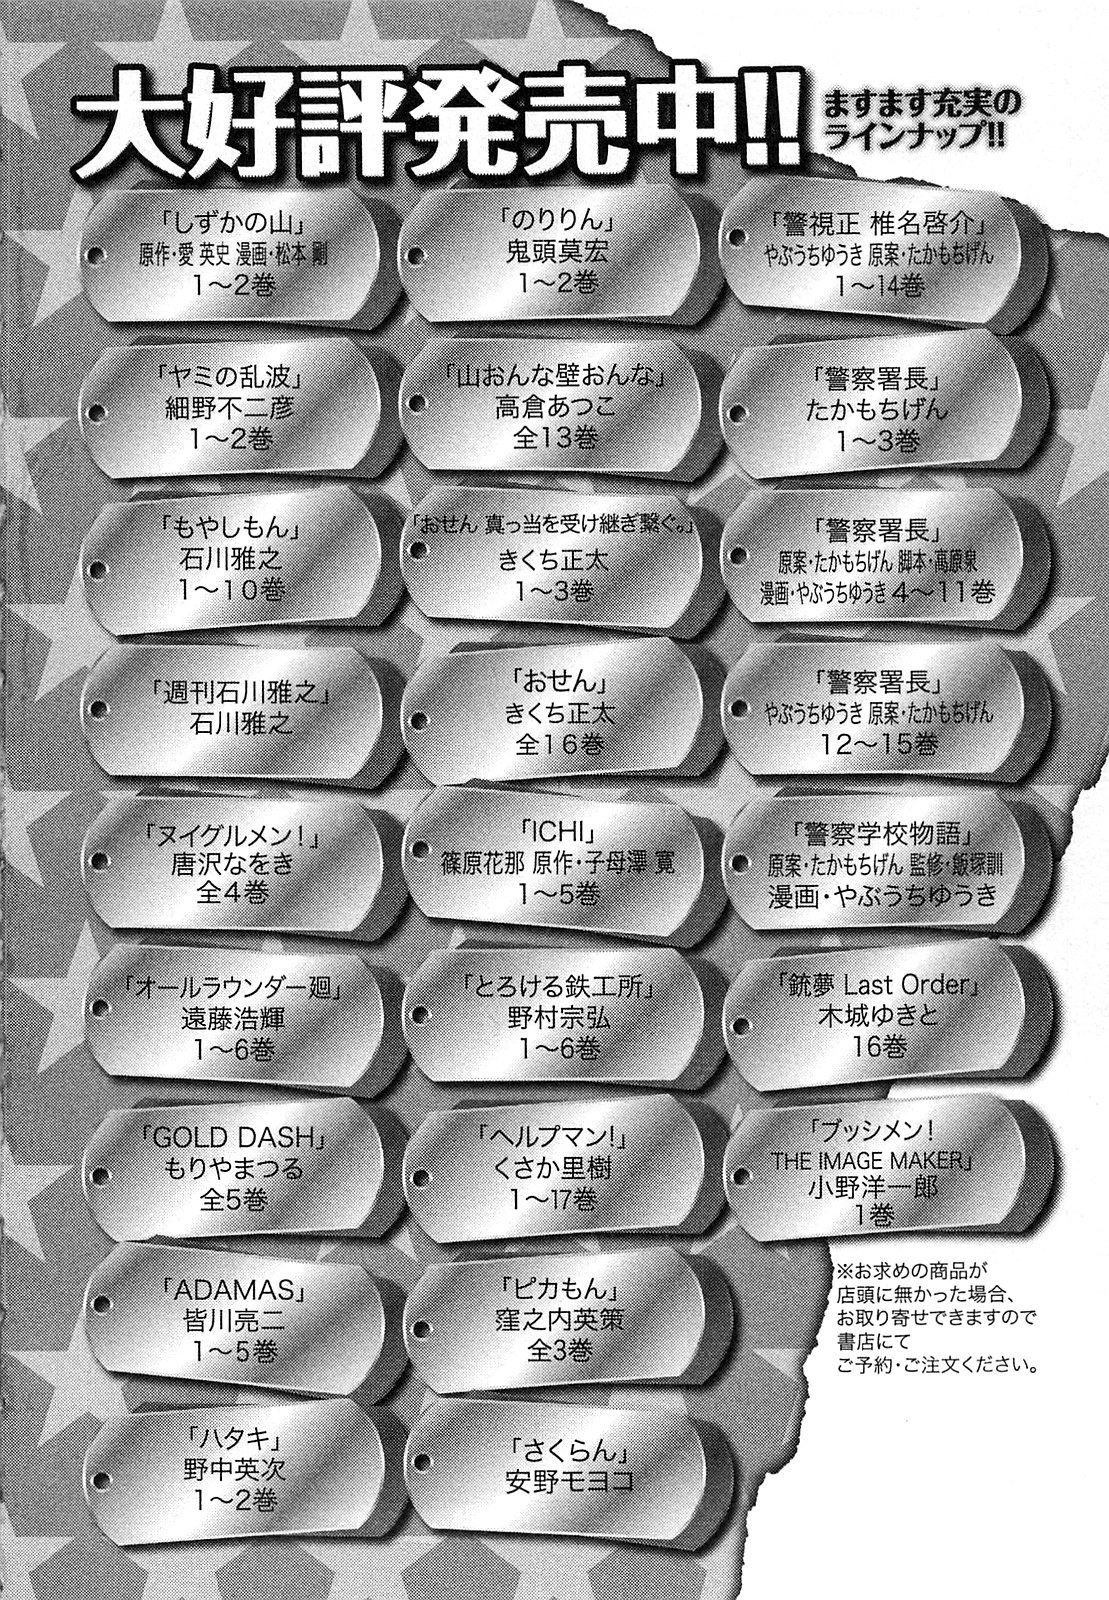 大好評発売中!!
ますます充実の
ラインナップ!!
「しずかの山」
原作・愛 英史 漫画・松本 剛
1～2巻
「のりりん」
鬼頭莫宏
1～2巻
「警視正 椎名啓介」
やぶうちゆうき 原案・たかもちげん
1～14巻
「ヤミの乱波」
細野不二彦
1～2巻
「山おんな壁おんな」
高倉あつこ
全13巻
「警察署長」
たかもちげん
1～3巻
「もやしもん」
石川雅之
1～10巻
「おせん 真っ当を受け継ぎ繋ぐ。」
きくち正太
1～3巻
「警察署長」
原案・たかもちげん 脚本・高原泉
漫画・やぶうちゆうき 4～11巻
「週刊石川雅之」
石川雅之
「おせん」
きくち正太
全16巻
「警察署長」
やぶうちゆうき 原案・たかもちげん
12～15巻
「ヌイグルメン！」
唐沢なをき
全4巻
「ICHI」
篠原花那 原作・子母澤 寛
1～5巻
「警察学校物語」
原案・たかもちげん 監修・飯塚訓
漫画・やぶうちゆうき
「オールラウンダー廻」
遠藤浩輝
1～6巻
「とろける鉄工所」
野村宗弘
1～6巻
「銃夢 Last Order」
木城ゆきと
16巻
「GOLD DASH」
もりやまつる
全5巻
「ヘルプマン!」
くさか里樹
1～17巻
「ブッシメン！
THE IMAGE MAKER」
小野洋一郎
1巻
「ADAMAS」
皆川亮二
1～5巻
「ピカもん」
窪之内英策
全3巻
※お求めの商品が
店頭に無かった場合、
お取り寄せできますので
書店にて
ご予約・ご注文ください。
「ハタキ」
野中英次
1～2巻
「さくらん」
安野モヨコ